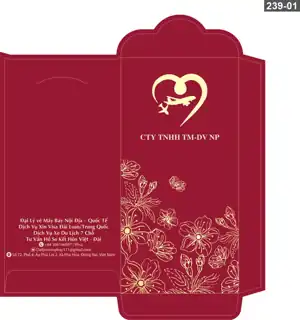 239-01
CTY TNHH TM-DV NP
Đại Lý vé Máy Bay Nội Địa - Quốc Tế
Dịch Vụ Xin Visa Đài Loan/Trung Quốc
Dịch Vụ Xe Du Lịch 7 Chỗ
Tư Vấn Hồ Sơ Kết Hôn Việt - Đài